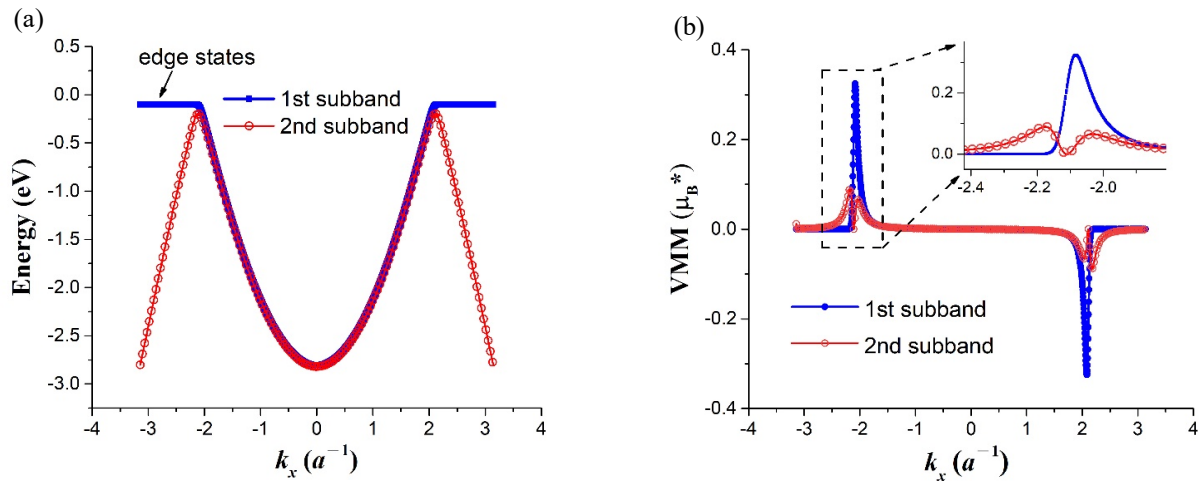 (a)
0.5
0.0
-0.5
-1.0
-1.5
-2.0
-2.5
-3.0
Energy (eV)
edge states
1st subband
2nd subband
-4 -3 -2 -1 0 1 2 3 4
kₓ (a⁻¹)
(b)
0.4
0.2
0.0
-0.2
-0.4
VMM (μ_B*)
0.2
0.0
-2.4 -2.2 -2.0
1st subband
2nd subband
-4 -3 -2 -1 0 1 2 3 4
kₓ (a⁻¹)